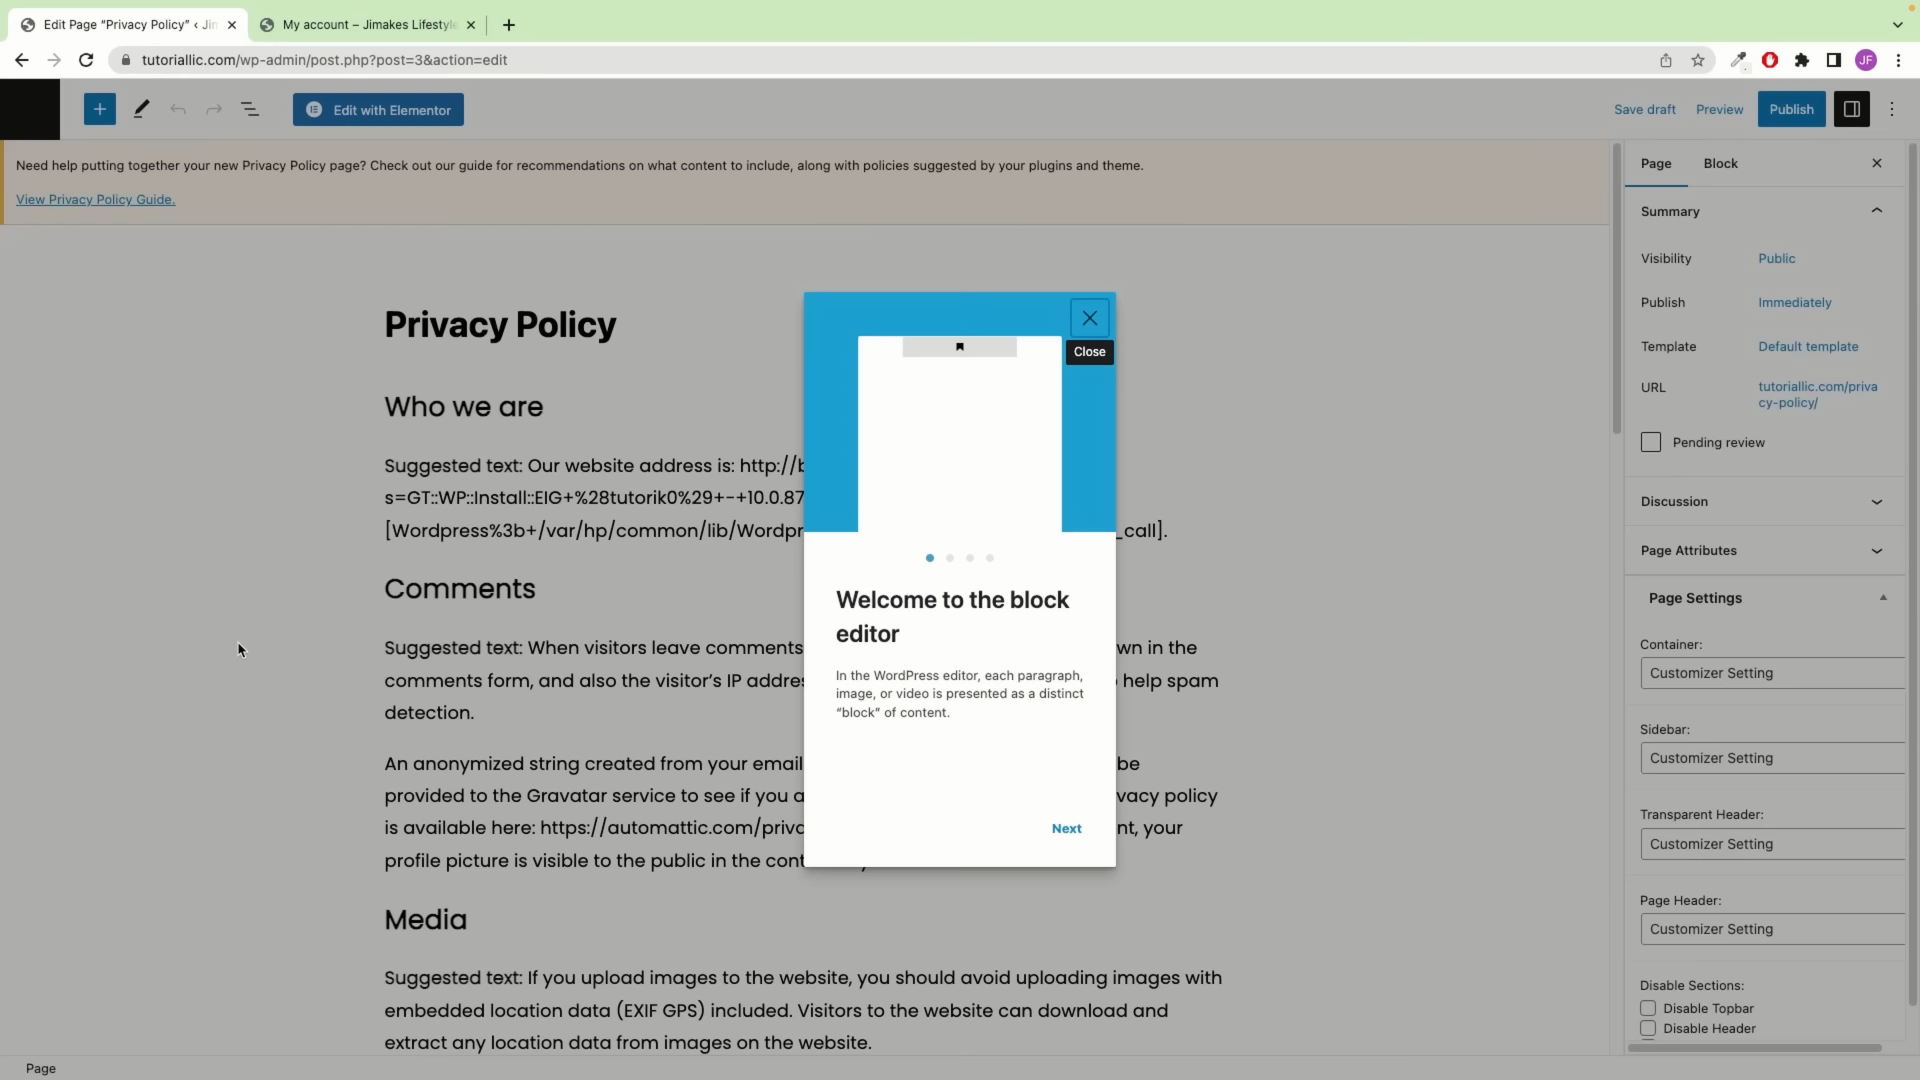 Edit Page “Privacy Policy” ‹ Jim
My account – Jimakes Lifestyle
tutoriallic.com/wp-admin/post.php?post=3&action=edit
JF
Edit with Elementor
Save draft
Preview
Publish
Need help putting together your new Privacy Policy page? Check out our guide for recommendations on what content to include, along with policies suggested by your plugins and theme.
View Privacy Policy Guide.
Privacy Policy
Who we are
Suggested text: Our website address is: http://b
s=GT::WP::Install::EIG+%28tutorik0%29+-+10.0.87
[Wordpress%3b+/var/hp/common/lib/Wordpr _call].
Comments
Suggested text: When visitors leave comments wn in the
comments form, and also the visitor’s IP addres help spam
detection.
An anonymized string created from your email be
provided to the Gravatar service to see if you a vacy policy
is available here: https://automattic.com/priva nt, your
profile picture is visible to the public in the cont
Media
Suggested text: If you upload images to the website, you should avoid uploading images with
embedded location data (EXIF GPS) included. Visitors to the website can download and
extract any location data from images on the website.
Close
Welcome to the block
editor
In the WordPress editor, each paragraph,
image, or video is presented as a distinct
“block” of content.
Next
Page
Block
Summary
Visibility
Public
Publish
Immediately
Template
Default template
URL
tutoriallic.com/priva
cy-policy/
Pending review
Discussion
Page Attributes
Page Settings
Container:
Customizer Setting
Sidebar:
Customizer Setting
Transparent Header:
Customizer Setting
Page Header:
Customizer Setting
Disable Sections:
Disable Topbar
Disable Header
Page